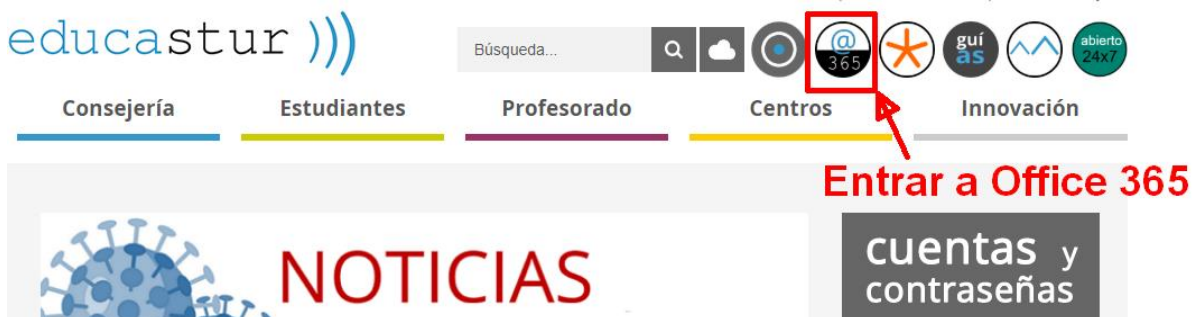 educastur )))
Búsqueda...
@
365
guí
as
abierto
24x7
Consejería Estudiantes Profesorado Centros Innovación
Entrar a Office 365
NOTICIAS
cuentas y
contraseñas